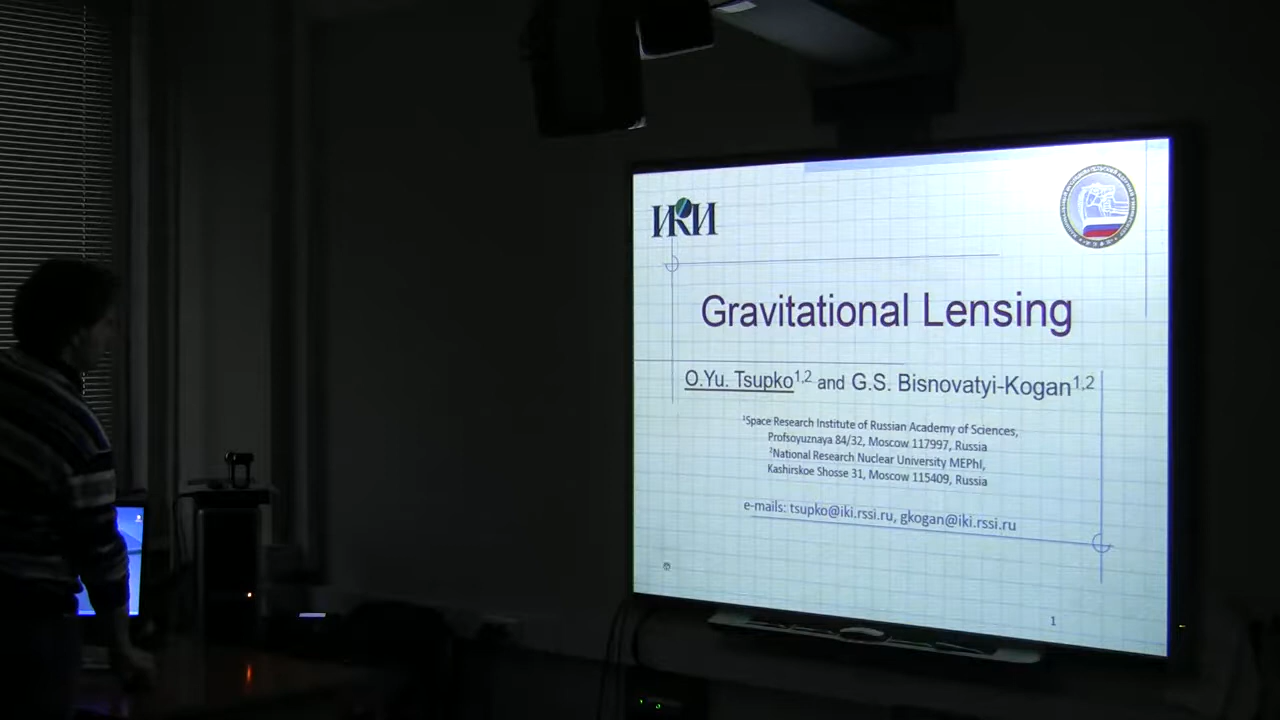 ИКИ
Gravitational Lensing
O.Yu. Tsupko1,2 and G.S. Bisnovatyi-Kogan1,2
1Space Research Institute of Russian Academy of Sciences,
Profsoyuznaya 84/32, Moscow 117997, Russia
2National Research Nuclear University MEPhI,
Kashirskoe Shosse 31, Moscow 115409, Russia
e-mails: tsupko@iki.rssi.ru, gkogan@iki.rssi.ru
1